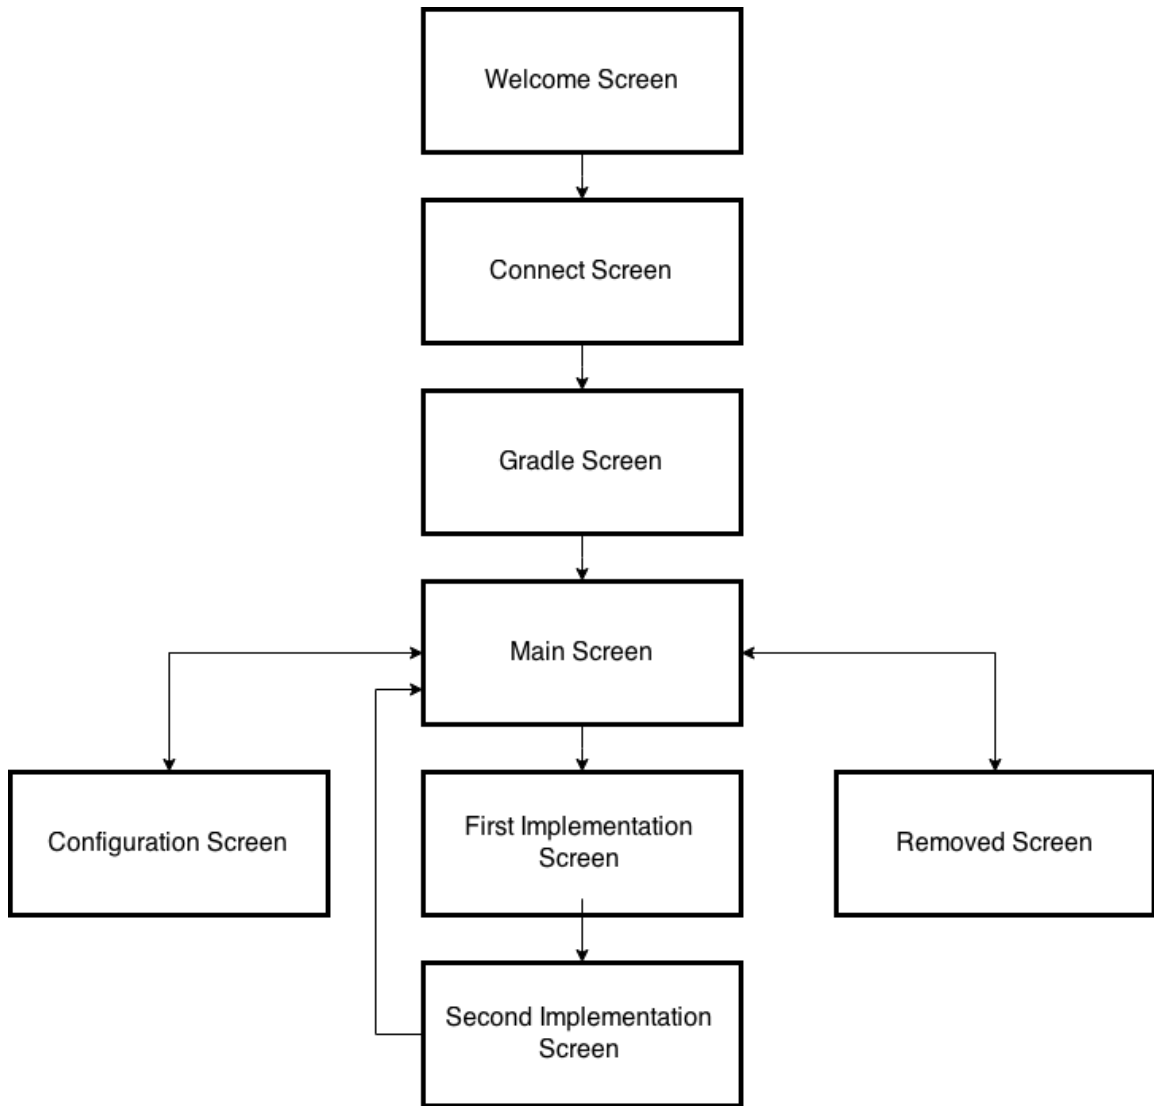 Welcome Screen
Connect Screen
Gradle Screen
Main Screen
Configuration Screen
First Implementation
Screen
Removed Screen
Second Implementation
Screen